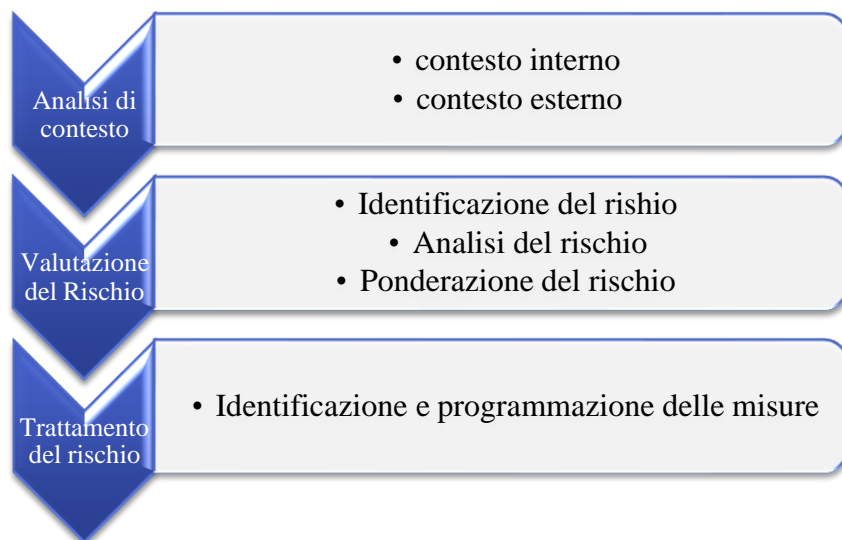 Analisi di
contesto
• contesto interno
• contesto esterno
Valutazione
del Rischio
• Identificazione del rishio
• Analisi del rischio
• Ponderazione del rischio
Trattamento
del rischio
• Identificazione e programmazione delle misure